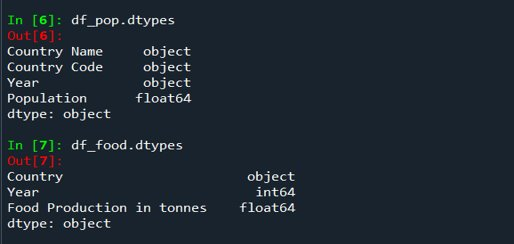 In [6]: df_pop.dtypes
Out[6]:
Country Name     object
Country Code     object
Year             object
Population      float64
dtype: object
In [7]: df_food.dtypes
Out[7]:
Country                       object
Year                           int64
Food Production in tonnes    float64
dtype: object